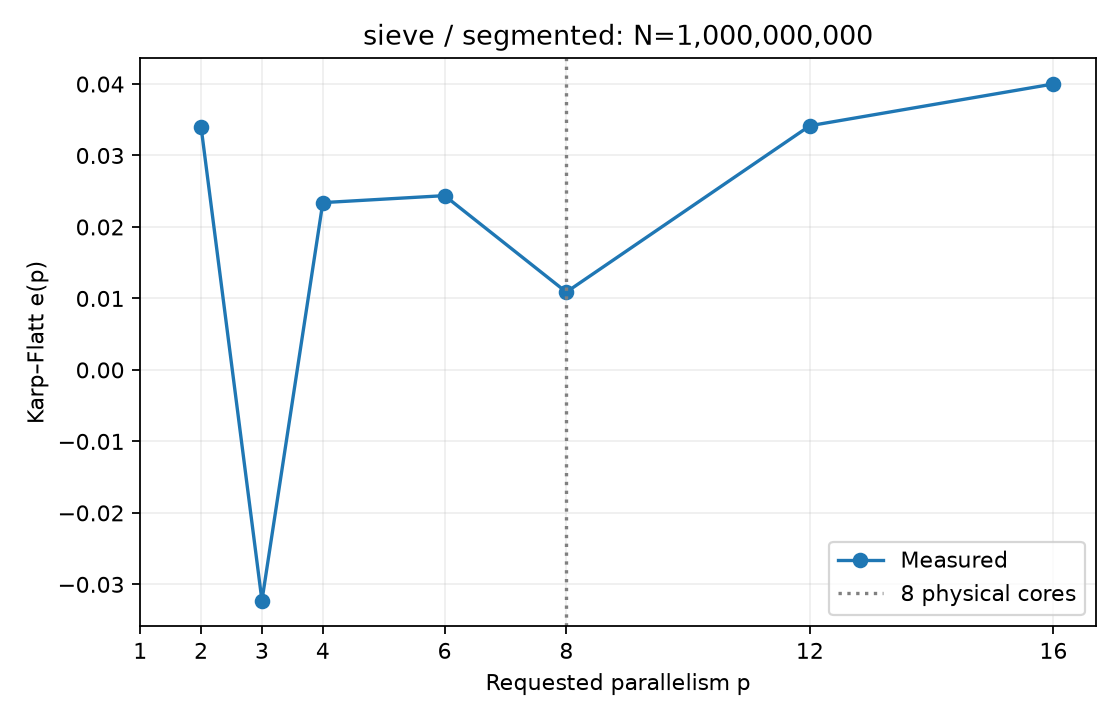 sieve / segmented: N=1,000,000,000
Karp–Flatt e(p)
0.04
0.03
0.02
0.01
0.00
−0.01
−0.02
−0.03
Measured
8 physical cores
1 2 3 4 6 8 12 16
Requested parallelism p